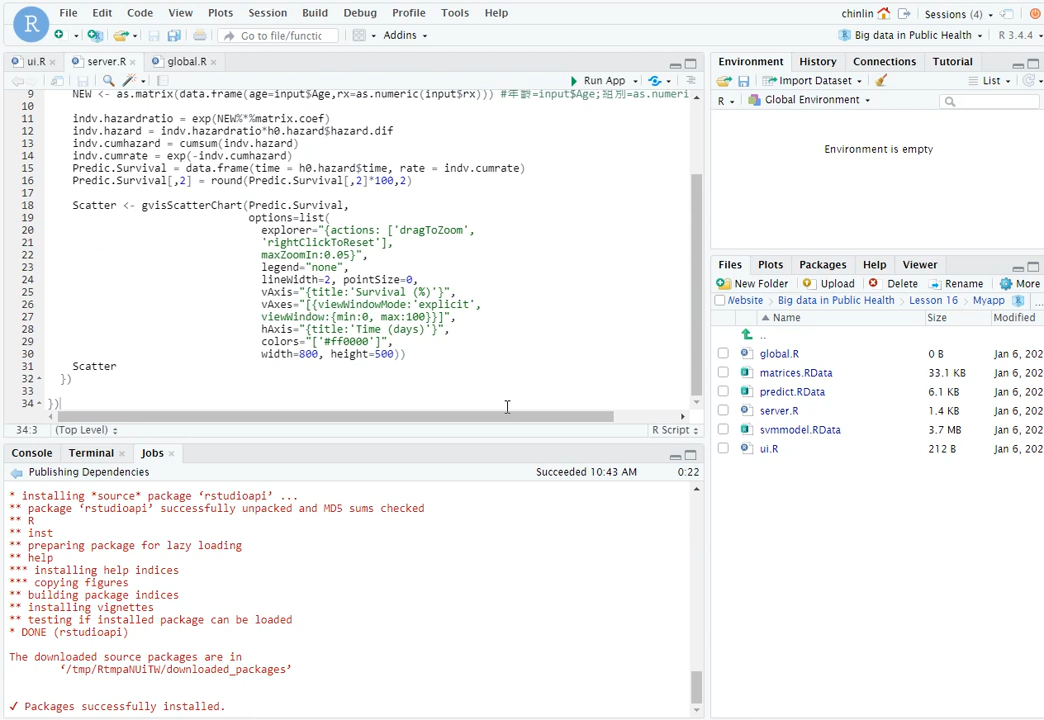 File Edit Code View Plots Session Build Debug Profile Tools Help
chinlin
Sessions (4)
R
Go to file/functic
Addins
Big data in Public Health
R 3.4.4
ui.R
server.R
global.R
Run App
9 NEW <- as.matrix(data.frame(age=input$Age,rx=as.numeric(input$rx))) #年齡=input$Age;組別=as.numeri
10
11 indv.hazardratio = exp(NEW%*%matrix.coef)
12 indv.hazard = indv.hazardratio*h0.hazard$hazard.dif
13 indv.cumhazard = cumsum(indv.hazard)
14 indv.cumrate = exp(-indv.cumhazard)
15 Predic.Survival = data.frame(time = h0.hazard$time, rate = indv.cumrate)
16 Predic.Survival[,2] = round(Predic.Survival[,2]*100,2)
17
18 Scatter <- gvisScatterChart(Predic.Survival,
19 options=list(
20 explorer="{actions: ['dragToZoom',
21 'rightClickToReset'],
22 maxZoomIn:0.05}",
23 legend="none",
24 lineWidth=2, pointSize=0,
25 vAxis="{title:'Survival (%)'}",
26 vAxes="[{viewWindowMode:'explicit',
27 viewWindow:{min:0, max:100}}]",
28 hAxis="{title:'Time (days)'}",
29 colors="['#ff0000']",
30 width=800, height=500))
31 Scatter
32 })
33
34 })
34:3 (Top Level) R Script
Console Terminal Jobs
Publishing Dependencies Succeeded 10:43 AM 0:22
* installing *source* package ‘rstudioapi’ ...
** package ‘rstudioapi’ successfully unpacked and MD5 sums checked
** R
** inst
** preparing package for lazy loading
** help
*** installing help indices
*** copying figures
** building package indices
** installing vignettes
** testing if installed package can be loaded
* DONE (rstudioapi)
The downloaded source packages are in
‘/tmp/RtmpaNUiTW/downloaded_packages’
✓ Packages successfully installed.
Environment History Connections Tutorial
Import Dataset List
R Global Environment
Environment is empty
Files Plots Packages Help Viewer
New Folder Upload Delete Rename More
Website Big data in Public Health Lesson 16 Myapp R ...
Name Size Modified
..
global.R 0 B Jan 6, 202
matrices.RData 33.1 KB Jan 6, 202
predict.RData 6.1 KB Jan 6, 202
server.R 1.4 KB Jan 6, 202
svmmodel.RData 3.7 MB Jan 6, 202
ui.R 212 B Jan 6, 202